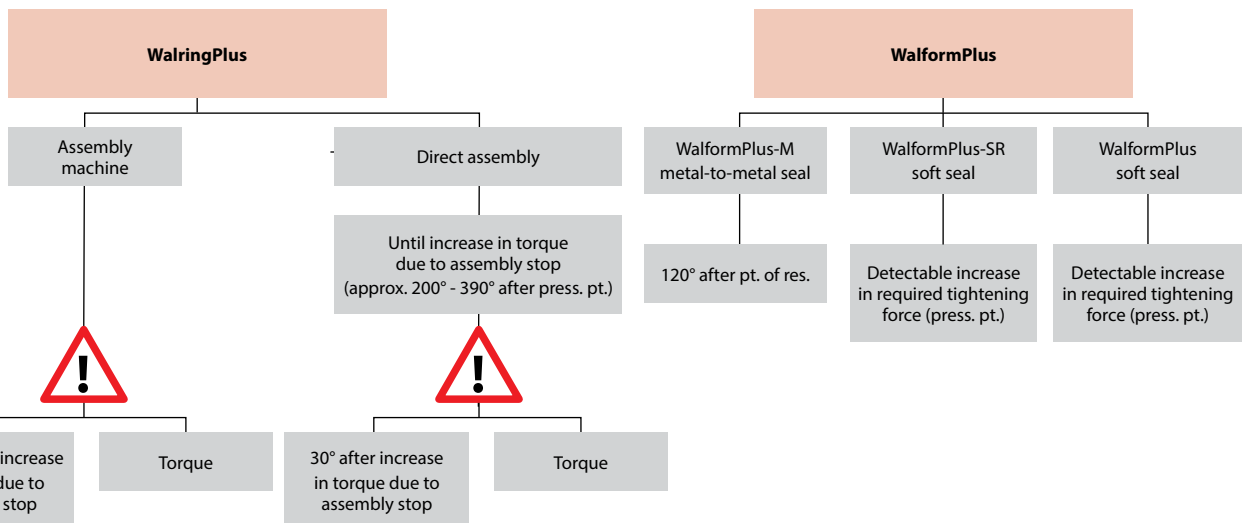 WalringPlus
WalformPlus
Assembly
machine
Direct assembly
WalformPlus-M
metal-to-metal seal
WalformPlus-SR
soft seal
WalformPlus
soft seal
Until increase in torque
due to assembly stop
(approx. 200° - 390° after press. pt.)
120° after pt. of res.
Detectable increase
in required tightening
force (press. pt.)
Detectable increase
in required tightening
force (press. pt.)
!
!
increase
due to
stop
Torque
30° after increase
in torque due to
assembly stop
Torque